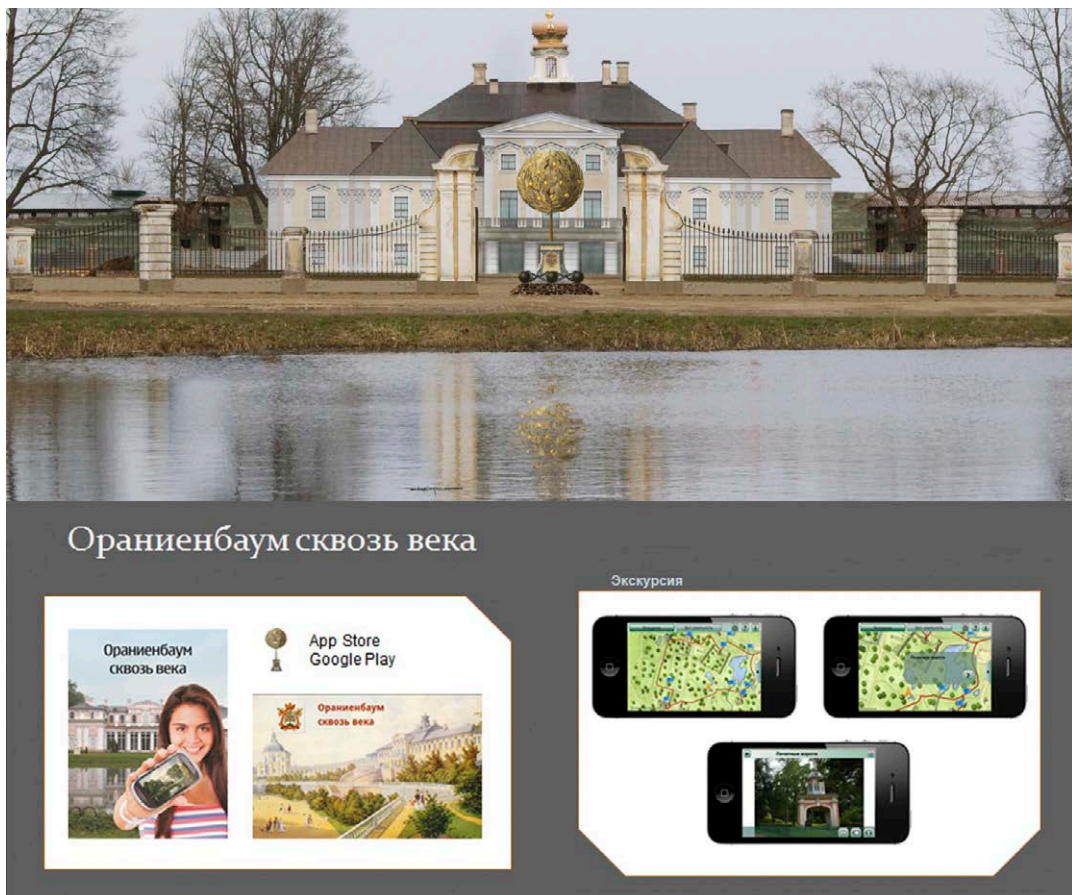 Ораниенбаум сквозь века
Экскурсия
Ораниенбаум
сквозь века
App Store
Google Play
Ораниенбаум
сквозь века